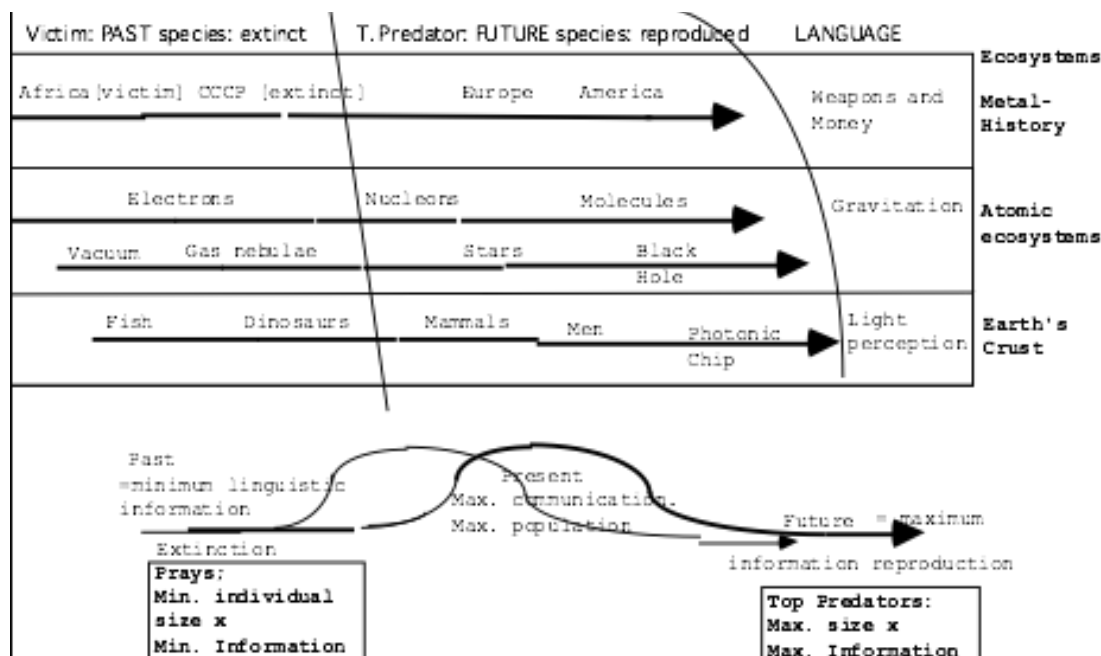 Victim: PAST species: extinct T. Predator: FUTURE species: reproduced LANGUAGE
Ecosystems
Africa (victim) CCCP (extinct) Europe America
Weapons and
Money
Metal-
History
Electrons Nucleons Molecules
Gravitation
Atomic
ecosystems
Vacuum Gas nebulae Stars Black
Hole
Fish Dinosaurs Mammals Men Photonic
Chip
Light
perception
Earth's
Crust
Past
=minimum linguistic
information
Extinction
Present
Max. communication.
Max. population
Future = maximum
information reproduction
Prays;
Min. individual
size x
Min. Information
Top Predators:
Max. size x
Max. Information